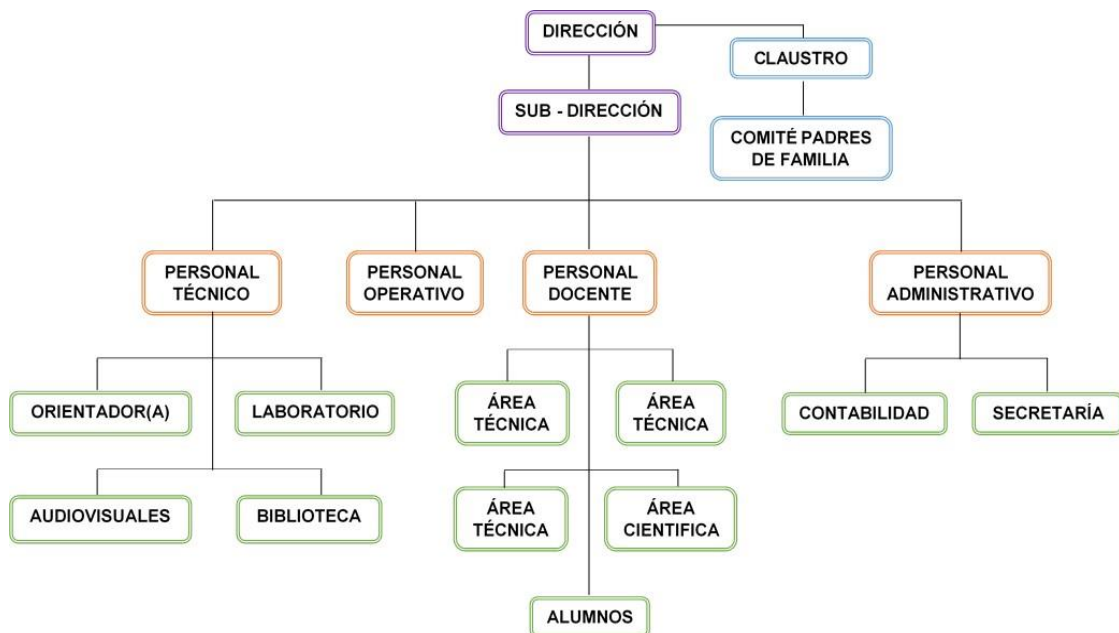 DIRECCIÓN
CLAUSTRO
SUB - DIRECCIÓN
COMITÉ PADRES
DE FAMILIA
PERSONAL
TÉCNICO
PERSONAL
OPERATIVO
PERSONAL
DOCENTE
PERSONAL
ADMINISTRATIVO
ORIENTADOR(A)
LABORATORIO
ÁREA
TÉCNICA
ÁREA
TÉCNICA
CONTABILIDAD
SECRETARÍA
AUDIOVISUALES
BIBLIOTECA
ÁREA
TÉCNICA
ÁREA
CIENTIFICA
ALUMNOS